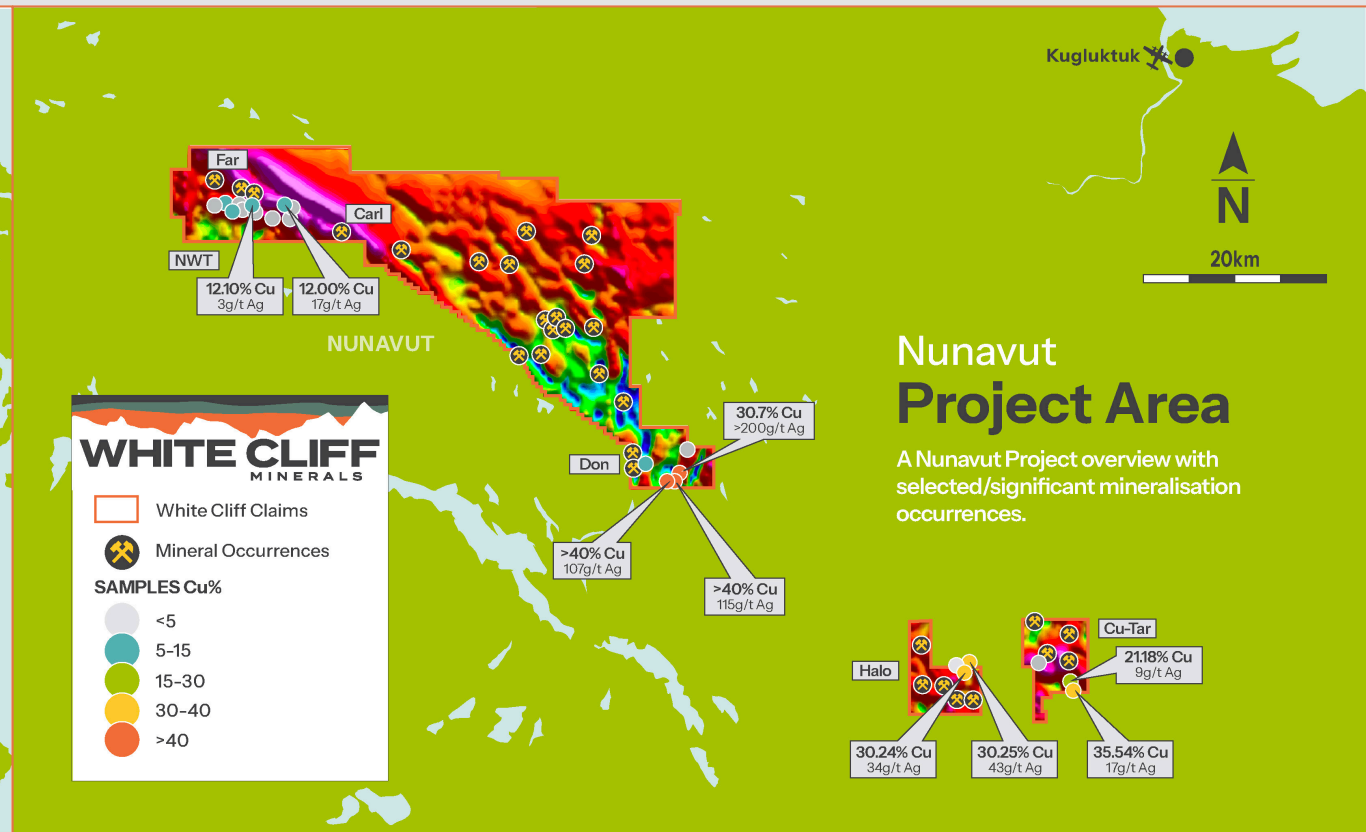 Kugluktuk
N
20km
Far
Carl
NWT
12.10% Cu
3g/t Ag
12.00% Cu
17g/t Ag
NUNAVUT
Nunavut
Project Area
A Nunavut Project overview with
selected/significant mineralisation
occurrences.
30.7% Cu
>200g/t Ag
Don
>40% Cu
107g/t Ag
>40% Cu
115g/t Ag
WHITE CLIFF
MINERALS
White Cliff Claims
Mineral Occurrences
SAMPLES Cu%
<5
5-15
15-30
30-40
>40
Halo
Cu-Tar
21.18% Cu
9g/t Ag
30.24% Cu
34g/t Ag
30.25% Cu
43g/t Ag
35.54% Cu
17g/t Ag